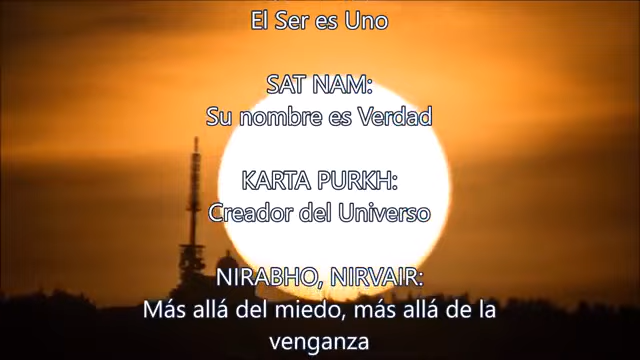 El Ser es Uno
SAT NAM:
Su nombre es Verdad
KARTA PURKH:
Creador del Universo
NIRABHO, NIRVAIR:
Más allá del miedo, más allá de la
venganza